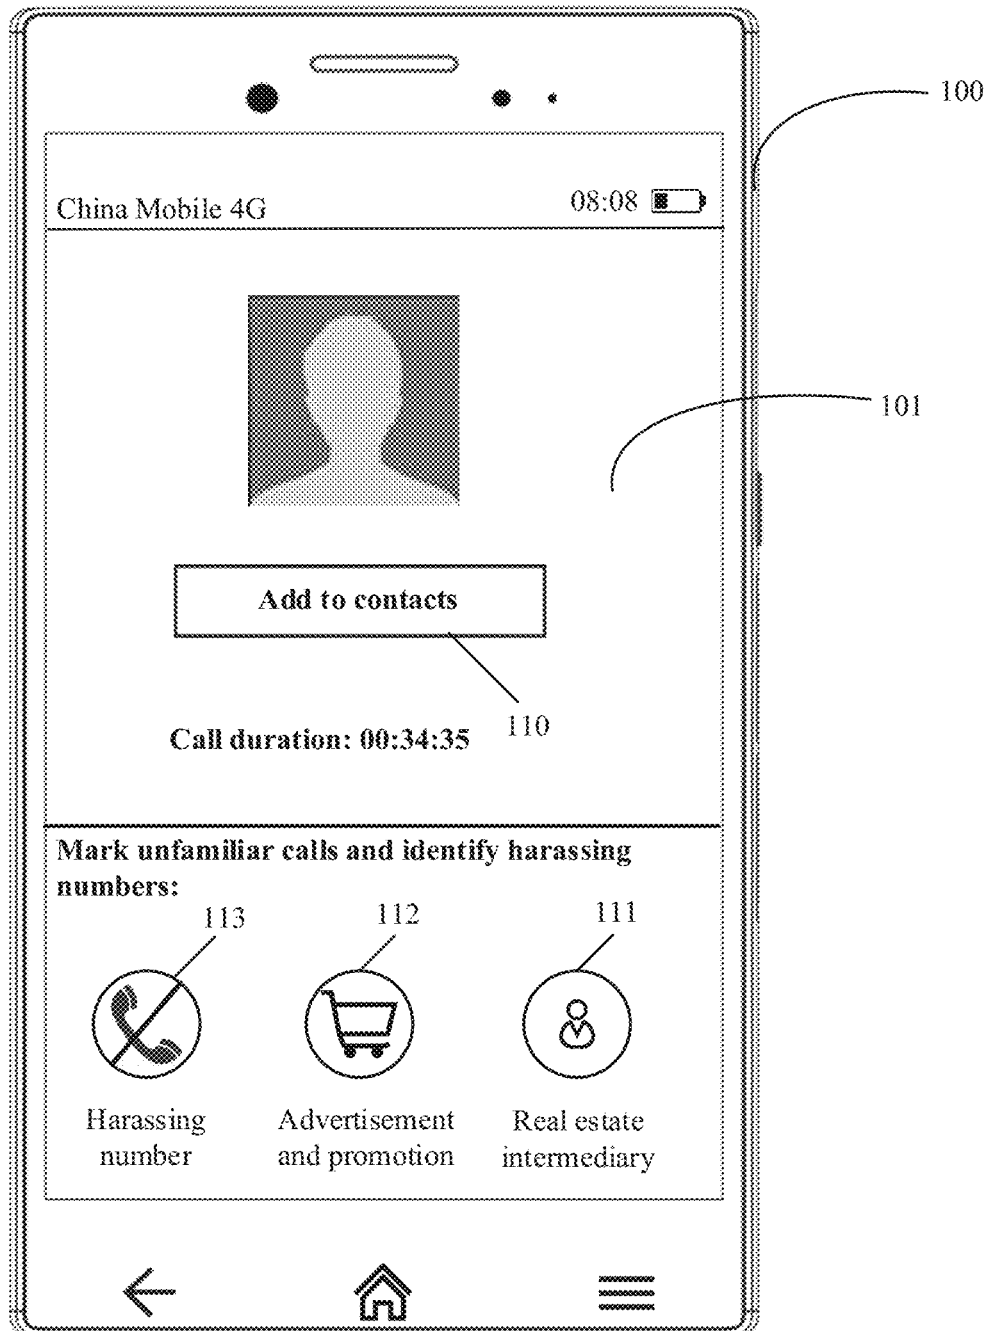 100
China Mobile 4G 08:08
101
Add to contacts
110
Call duration: 00:34:35
Mark unfamiliar calls and identify harassing
numbers:
113 112 111
Harassing Advertisement Real estate
number and promotion intermediary